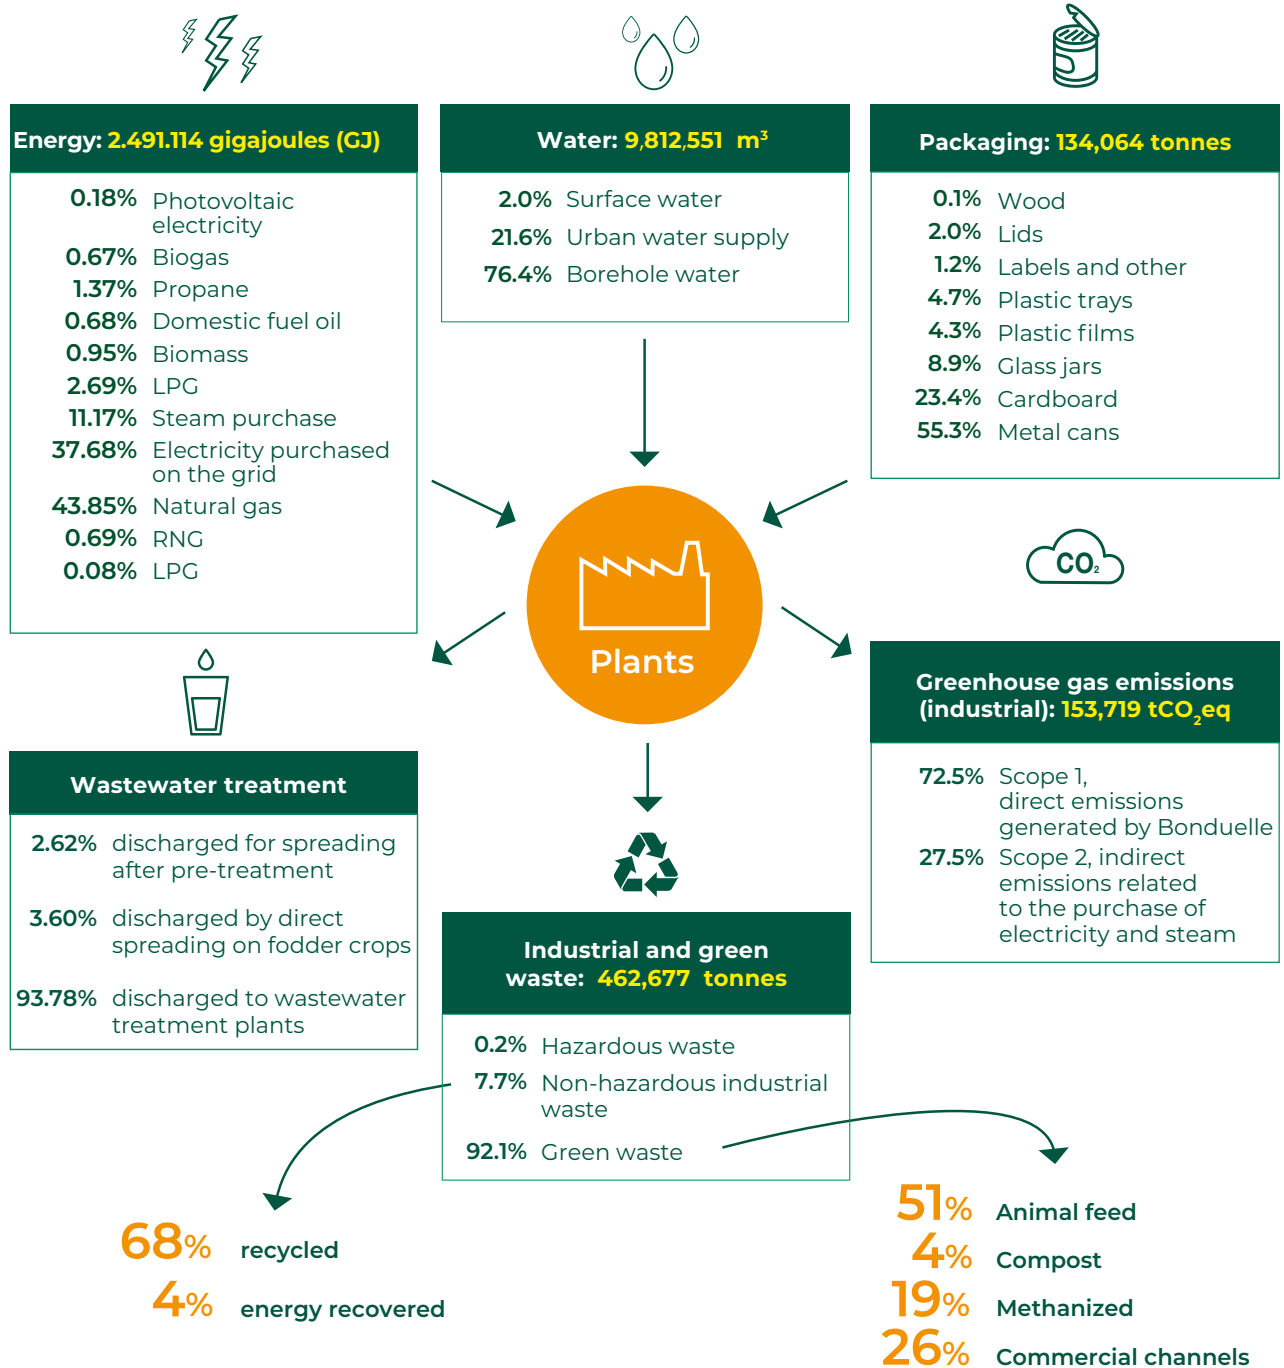 Energy: 2.491.114 gigajoules (GJ)
0.18% Photovoltaic
electricity
0.67% Biogas
1.37% Propane
0.68% Domestic fuel oil
0.95% Biomass
2.69% LPG
11.17% Steam purchase
37.68% Electricity purchased
on the grid
43.85% Natural gas
0.69% RNG
0.08% LPG
Water: 9,812,551 m³
2.0% Surface water
21.6% Urban water supply
76.4% Borehole water
Packaging: 134,064 tonnes
0.1% Wood
2.0% Lids
1.2% Labels and other
4.7% Plastic trays
4.3% Plastic films
8.9% Glass jars
23.4% Cardboard
55.3% Metal cans
Plants
CO₂
Greenhouse gas emissions
(industrial): 153,719 tCO₂eq
72.5% Scope 1,
direct emissions
generated by Bonduelle
27.5% Scope 2, indirect
emissions related
to the purchase of
electricity and steam
Wastewater treatment
2.62% discharged for spreading
after pre-treatment
3.60% discharged by direct
spreading on fodder crops
93.78% discharged to wastewater
treatment plants
Industrial and green
waste: 462,677 tonnes
0.2% Hazardous waste
7.7% Non-hazardous industrial
waste
92.1% Green waste
68% recycled
4% energy recovered
51% Animal feed
4% Compost
19% Methanized
26% Commercial channels